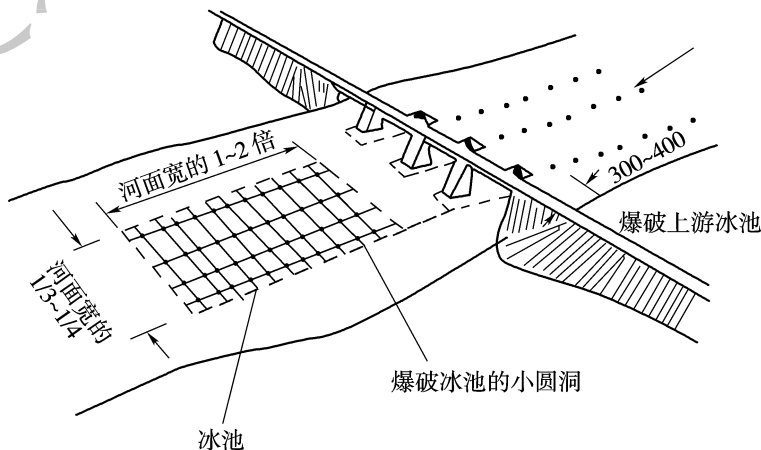 河面宽的 1~2 倍
300~400
爆破上游冰池
河面宽的
1/3~1/4
爆破冰池的小圆洞
冰池